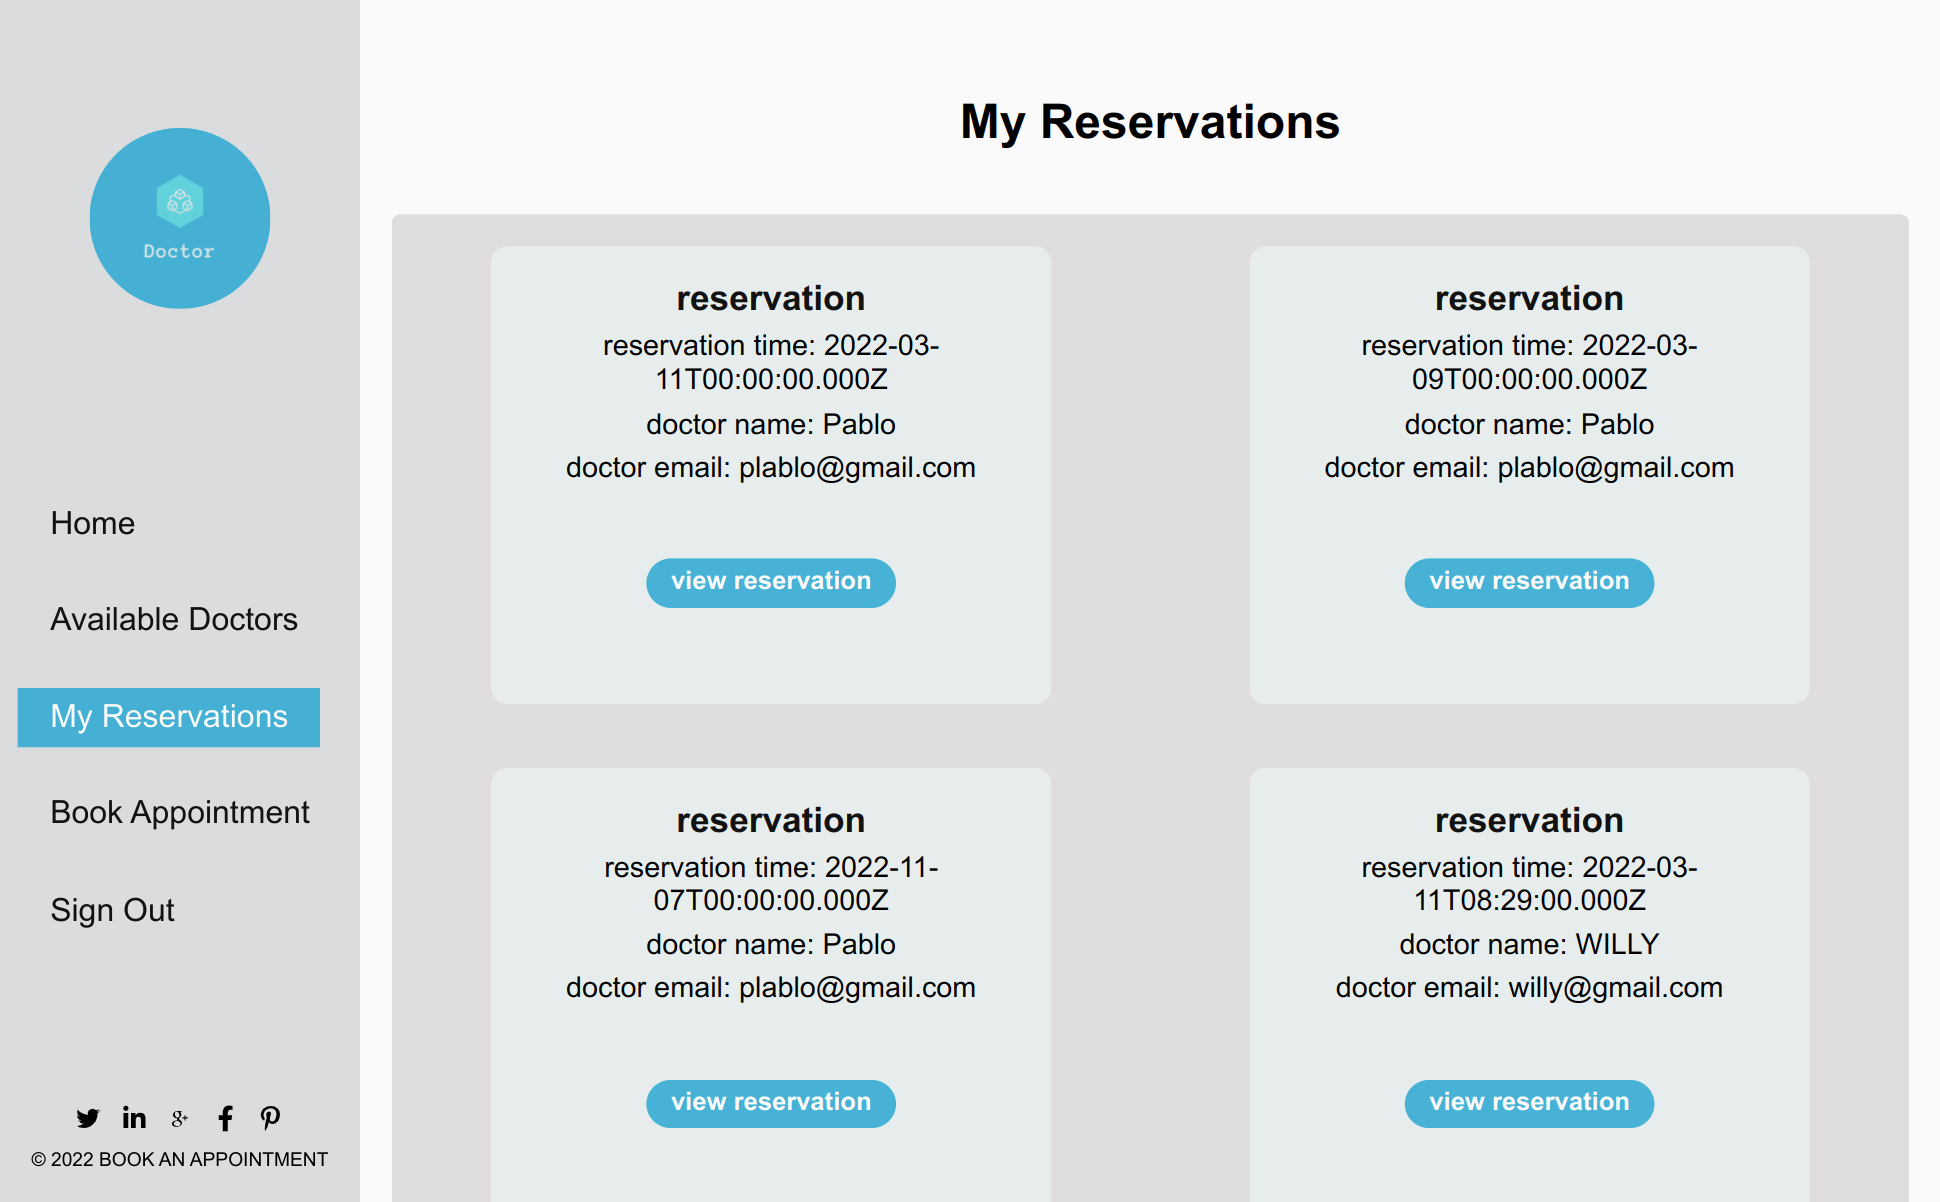 Doctor
Home
Available Doctors
My Reservations
Book Appointment
Sign Out
© 2022 BOOK AN APPOINTMENT
My Reservations
reservation
reservation time: 2022-03-
11T00:00:00.000Z
doctor name: Pablo
doctor email: plablo@gmail.com
view reservation
reservation
reservation time: 2022-03-
09T00:00:00.000Z
doctor name: Pablo
doctor email: plablo@gmail.com
view reservation
reservation
reservation time: 2022-11-
07T00:00:00.000Z
doctor name: Pablo
doctor email: plablo@gmail.com
view reservation
reservation
reservation time: 2022-03-
11T08:29:00.000Z
doctor name: WILLY
doctor email: willy@gmail.com
view reservation